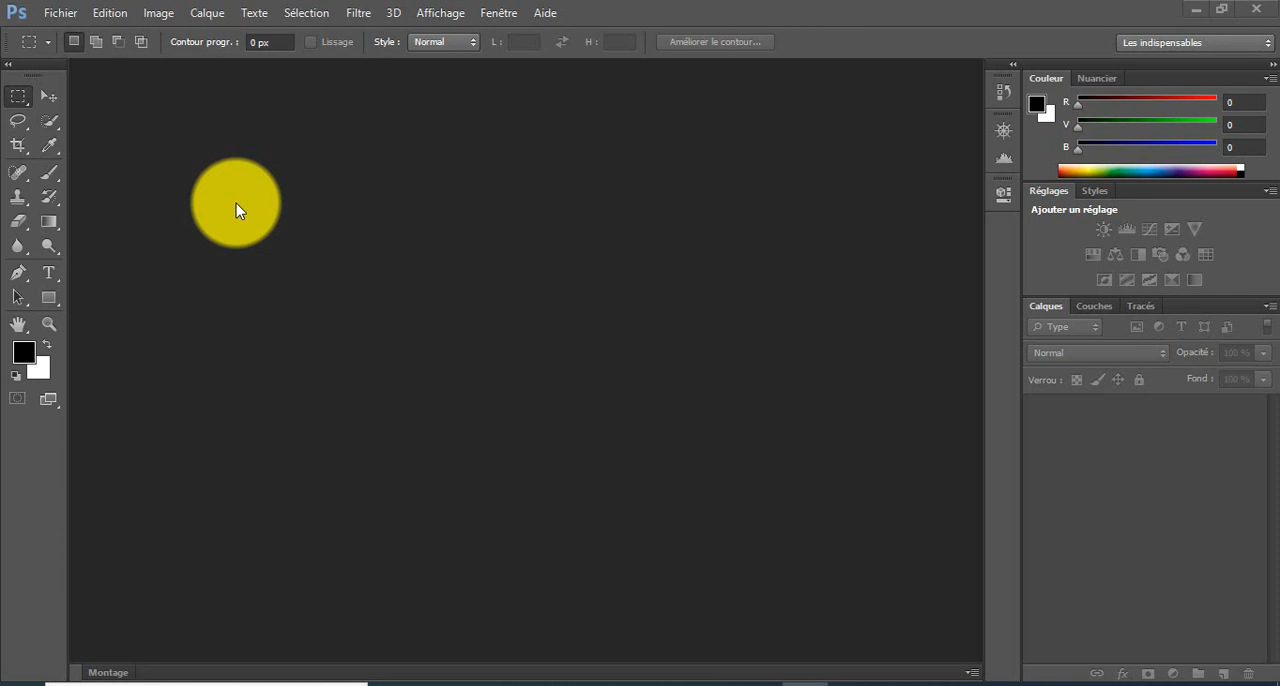 Ps Fichier Edition Image Calque Texte Sélection Filtre 3D Affichage Fenêtre Aide
Contour progr. : 0 px Lissage Style : Normal L : H : Améliorer le contour... Les indispensables
Couleur Nuancier
R 0
V 0
B 0
Réglages Styles
Ajouter un réglage
T
Calques Couches Tracés
Type T
Normal Opacité : 100 %
Verrou : Fond : 100 %
Montage fx